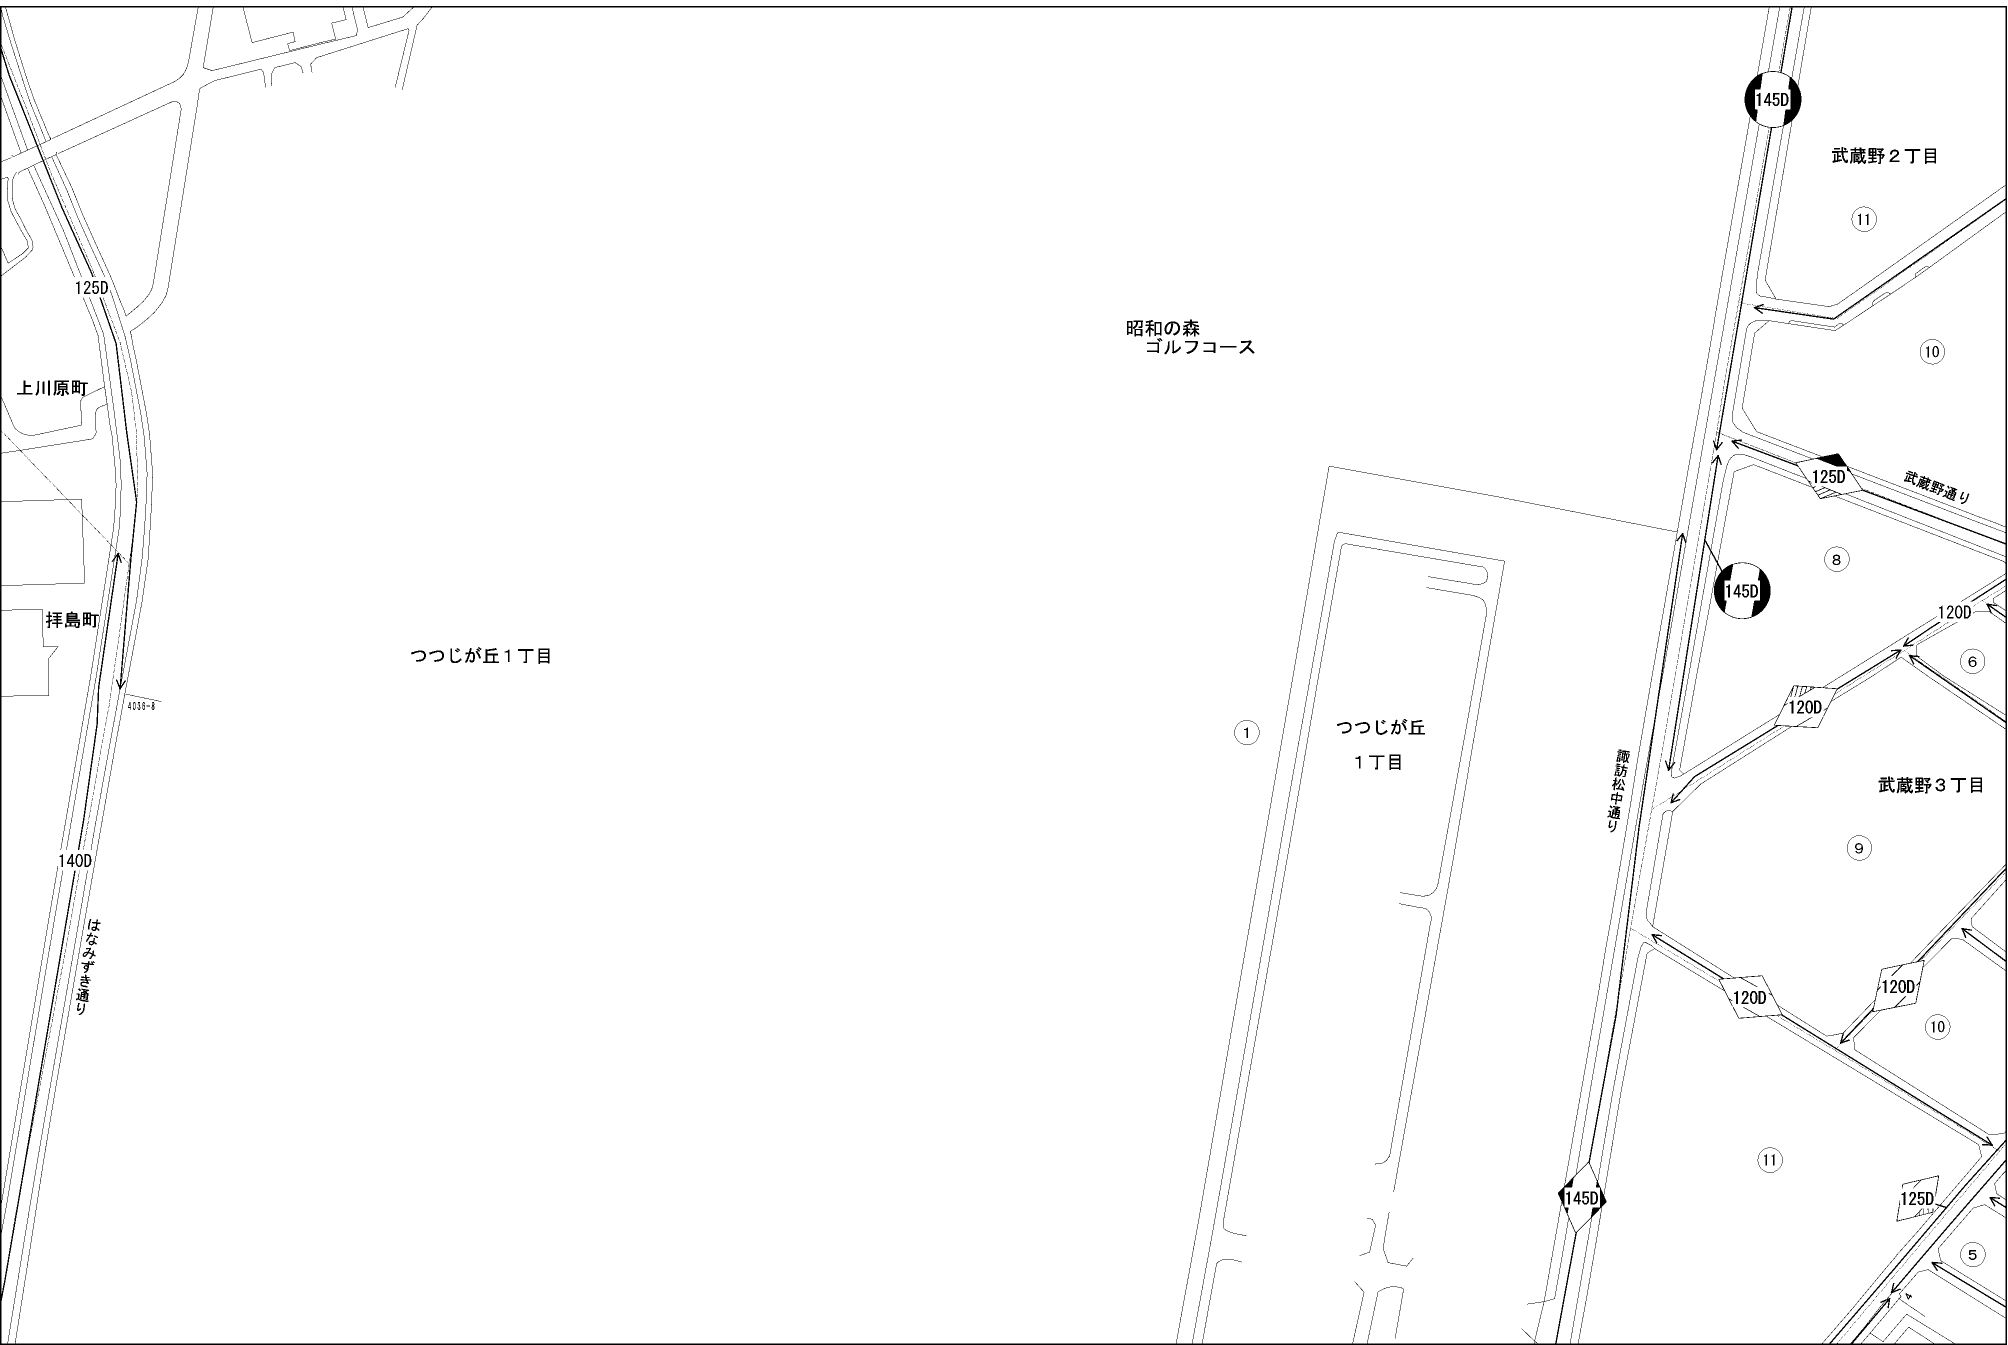 145D
武蔵野２丁目
11
125D
昭和の森
ゴルフコース
10
上川原町
125D
武蔵野通り
8
145D
120D
拝島町
つつじが丘１丁目
6
4036-8
120D
1
つつじが丘
１丁目
諏訪松中通り
武蔵野３丁目
9
140D
はなみずき通り
120D
120D
10
11
145D
125D
5
4